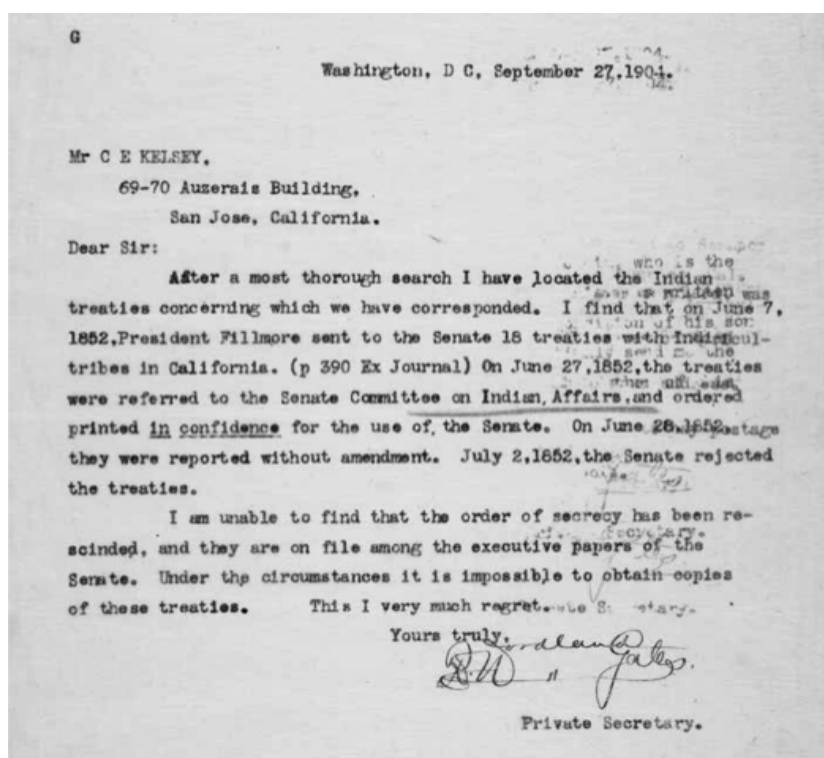 G
Washington, D C, September 27,1904.
Mr C E KELSEY,
69-70 Auzerais Building,
San Jose, California.
Dear Sir:
After a most thorough search I have located the Indian
treaties concerning which we have corresponded. I find that on June 7,
1852,President Fillmore sent to the Senate 18 treaties with Indian
tribes in California. (p 390 Ex Journal) On June 27,1852,the treaties
were referred to the Senate Committee on Indian Affairs,and ordered
printed in confidence for the use of the Senate. On June 28,1852,
they were reported without amendment. July 2,1852,the Senate rejected
the treaties.
I am unable to find that the order of secrecy has been re-
scinded, and they are on file among the executive papers of the
Senate. Under the circumstances it is impossible to obtain copies
of these treaties. This I very much regret.
Yours truly,
Gates.
Private Secretary.